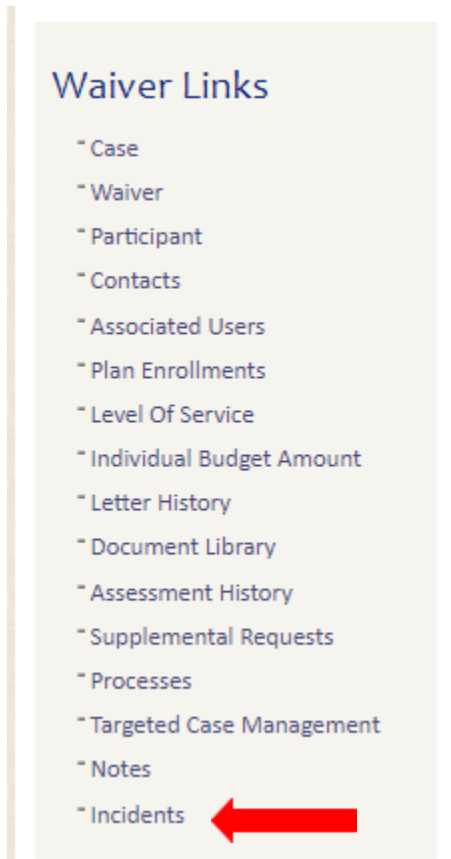 Waiver Links
Case
Waiver
Participant
Contacts
Associated Users
Plan Enrollments
Level Of Service
Individual Budget Amount
Letter History
Document Library
Assessment History
Supplemental Requests
Processes
Targeted Case Management
Notes
Incidents